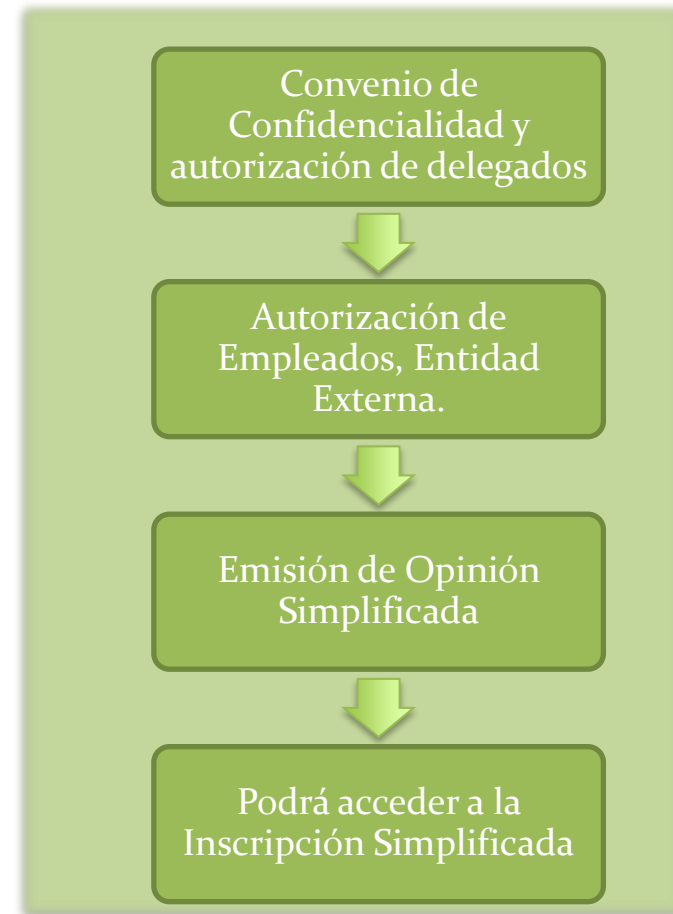 Convenio de
Confidencialidad y
autorización de delegados
Autorización de
Empleados, Entidad
Externa.
Emisión de Opinión
Simplificada
Podrá acceder a la
Inscripción Simplificada